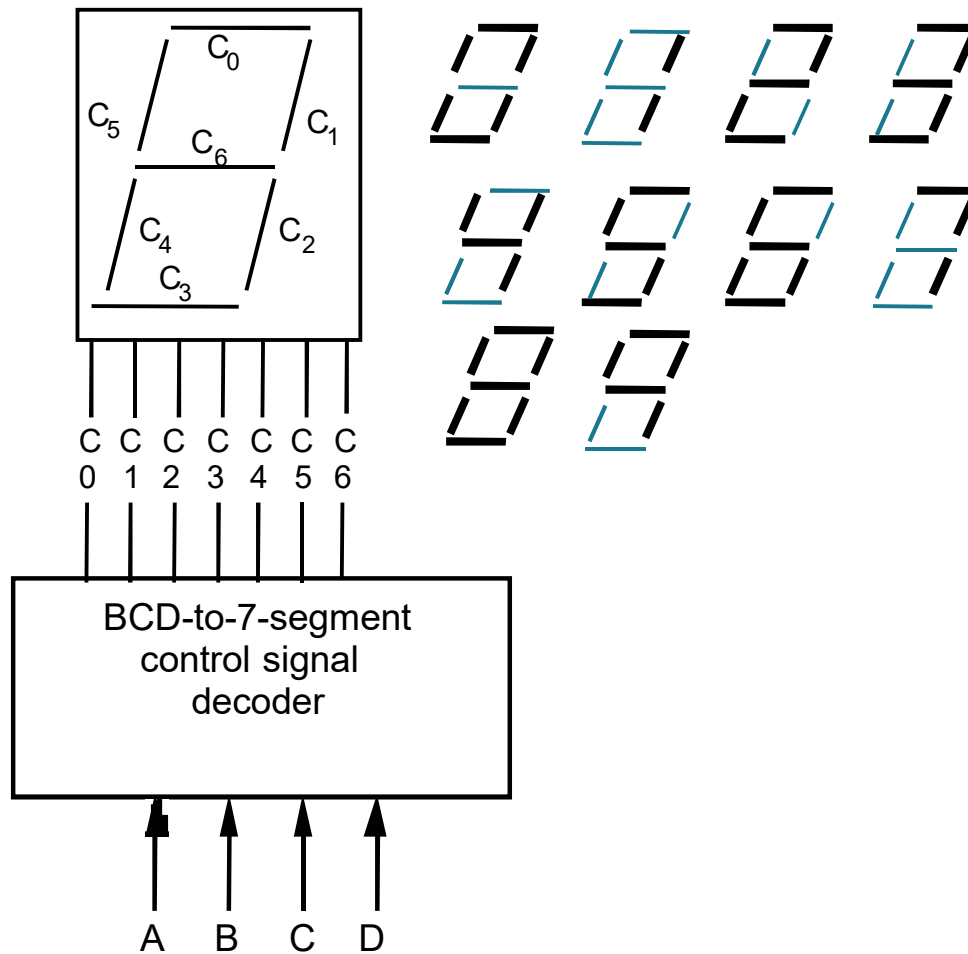 C0
C5 C1
C6
C4 C2
C3
C C C C C C C
0 1 2 3 4 5 6
BCD-to-7-segment
control signal
decoder
A B C D